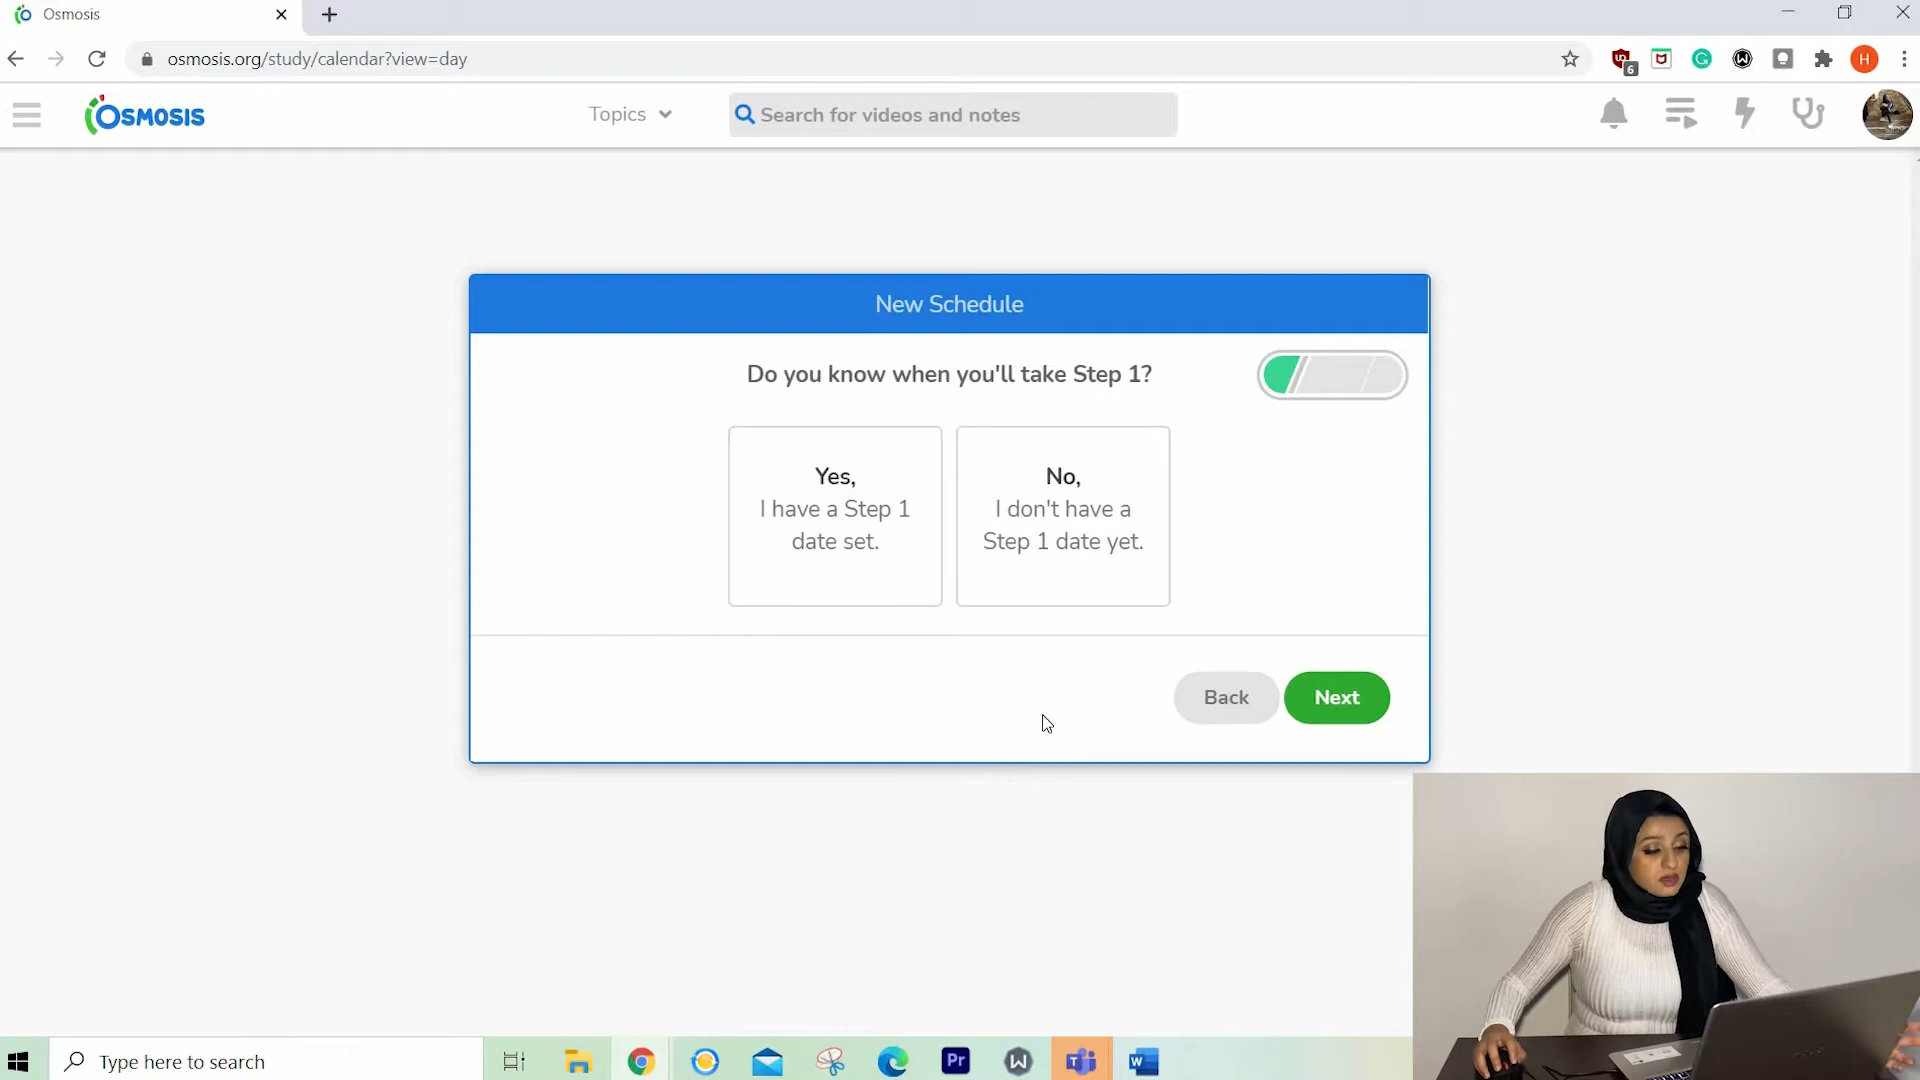 Osmosis
osmosis.org/study/calendar?view=day
6
H
OSMOSIS
Topics
Search for videos and notes
New Schedule
Do you know when you'll take Step 1?
Yes,
I have a Step 1
date set.
No,
I don't have a
Step 1 date yet.
Back
Next
Type here to search
Pr
W